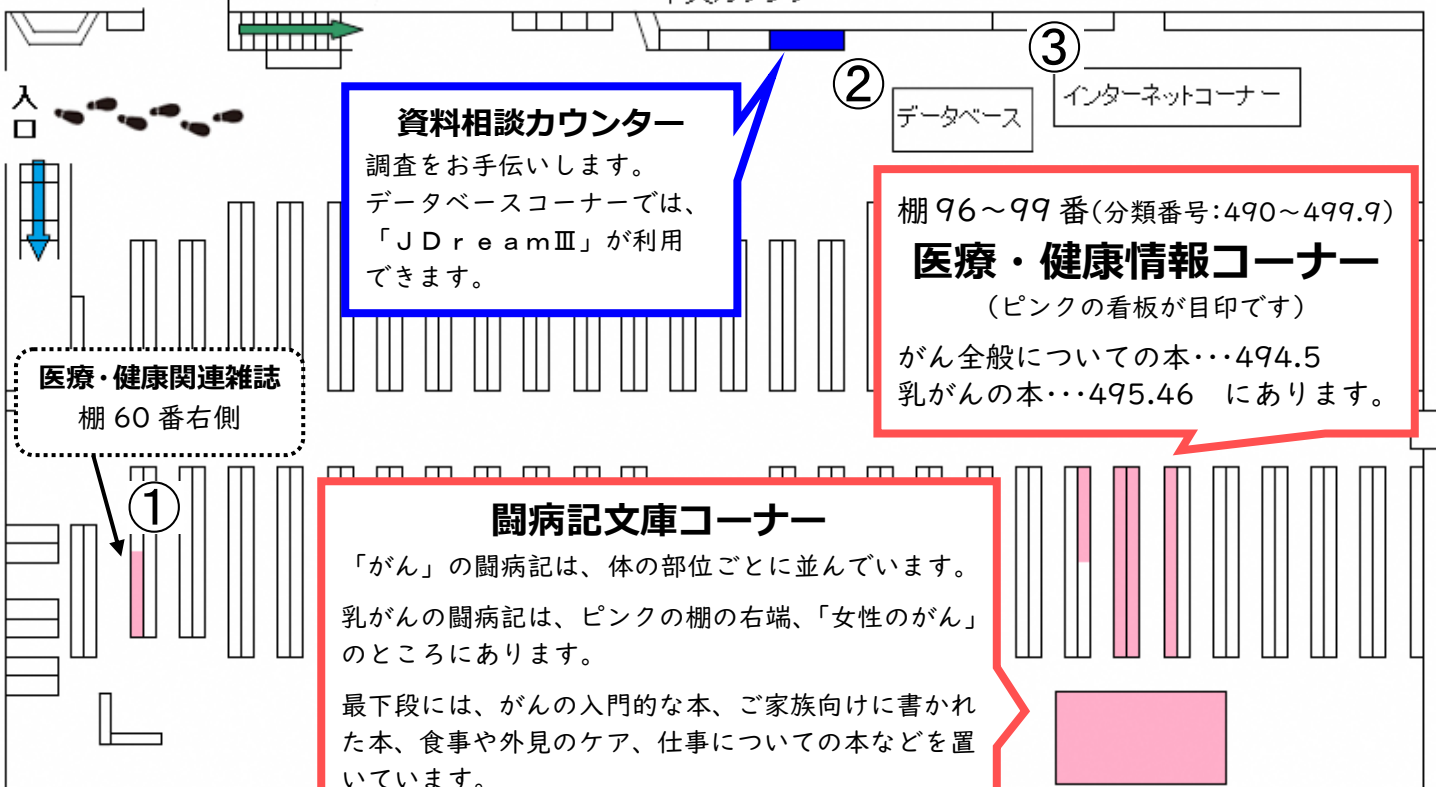 入
口
資料相談カウンター
調査をお手伝いします。
データベースコーナーでは、
「ＪＤｒｅａｍⅢ」が利用
できます。
②
データベース
③
インターネットコーナー
棚96～99番(分類番号:490～499.9)
医療・健康情報コーナー
(ピンクの看板が目印です)
がん全般についての本･･･494.5
乳がんの本･･･495.46　にあります。
医療・健康関連雑誌
棚60番右側
①
闘病記文庫コーナー
「がん」の闘病記は、体の部位ごとに並んでいます。
乳がんの闘病記は、ピンクの棚の右端、「女性のがん」
のところにあります。
最下段には、がんの入門的な本、ご家族向けに書かれ
た本、食事や外見のケア、仕事についての本などを置
いています。